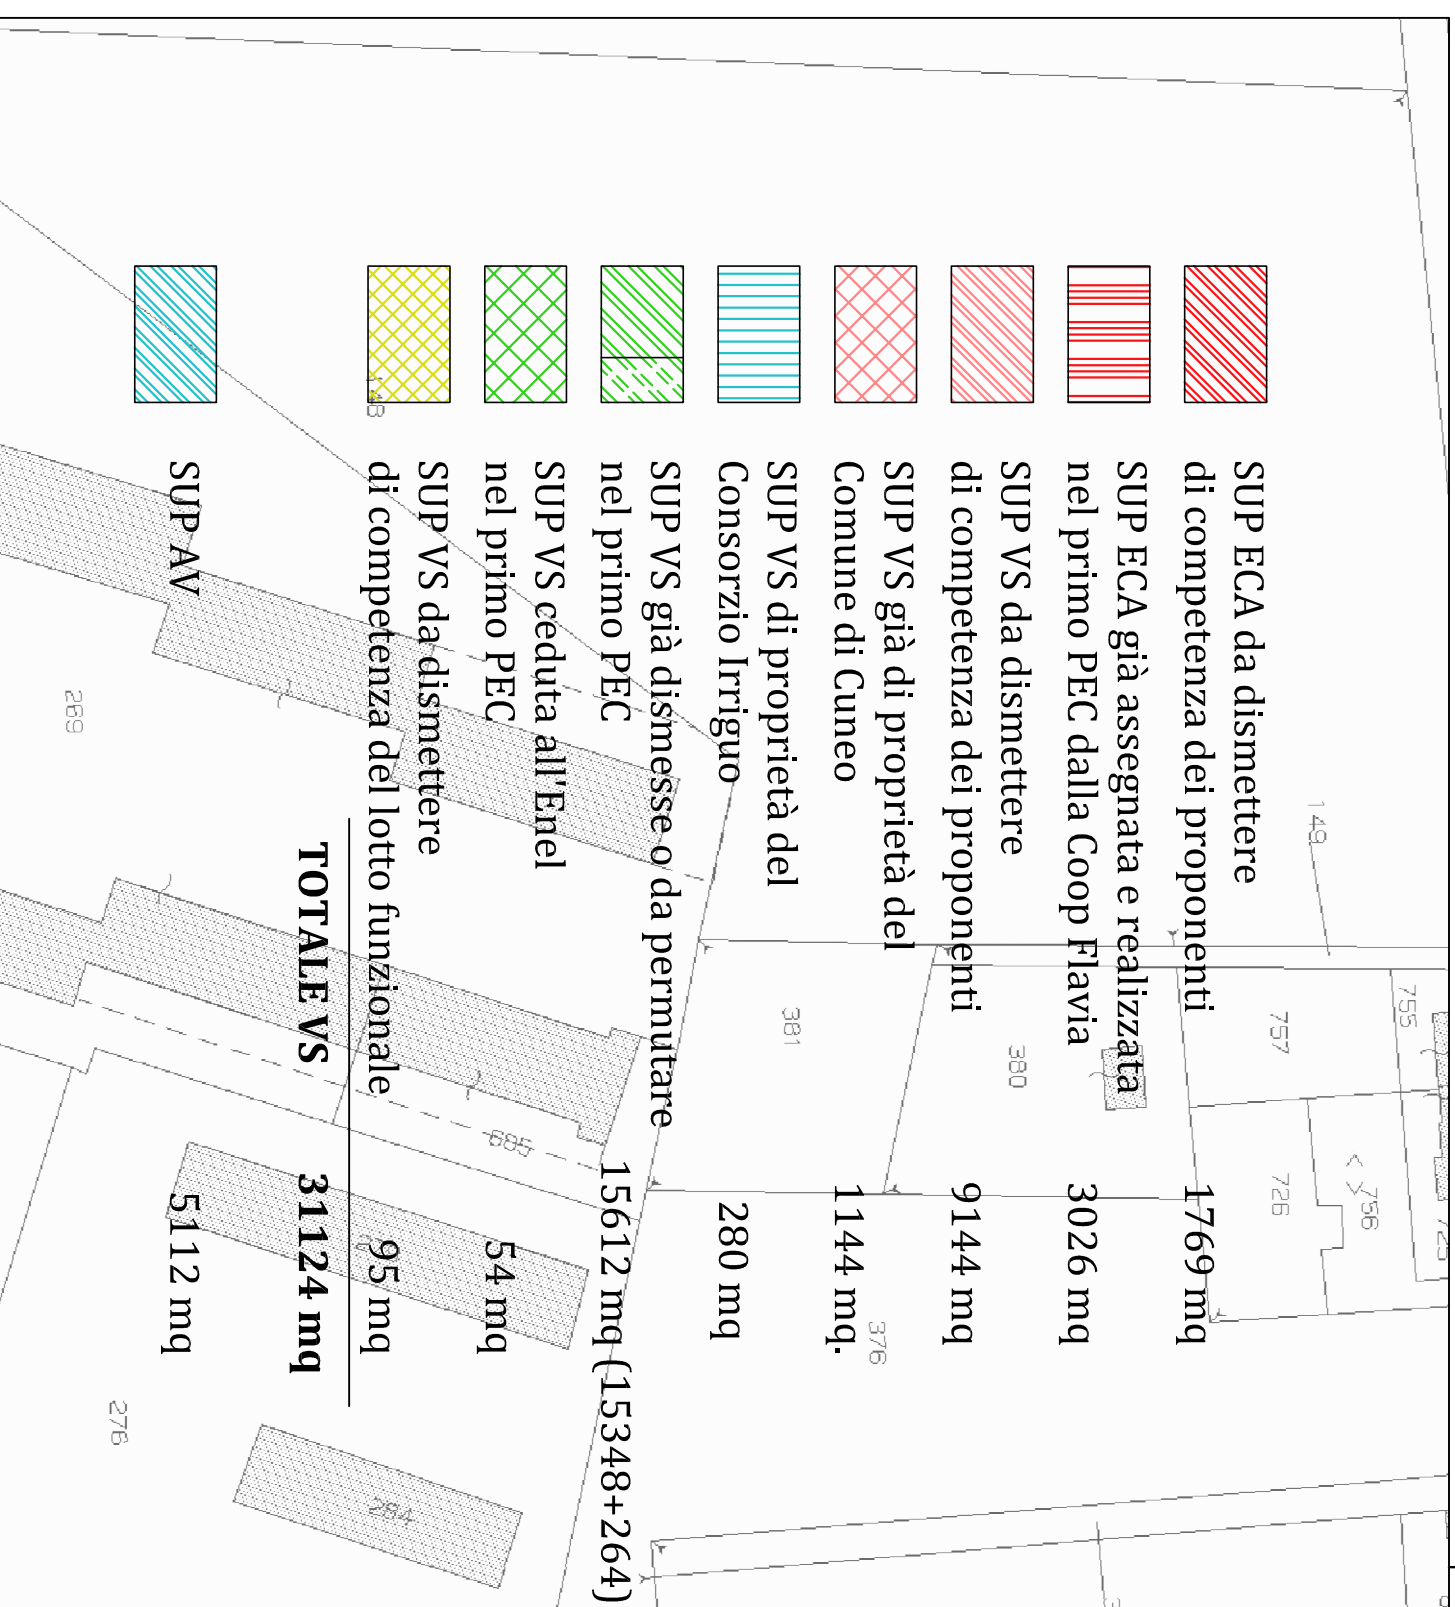 SUP ECA da dismettere
di competenza dei proponenti
1769 mq
SUP ECA già assegnata e realizzata
nel primo PEC dalla Coop Flavia
3026 mq
SUP VS da dismettere
di competenza dei proponenti
9144 mq
SUP VS già di proprietà del
Comune di Cuneo
1144 mq.
SUP VS di proprietà del
Consorzio Irriguo
280 mq
SUP VS già dismesse o da permutare
nel primo PEC
15612 mq (15348+264)
SUP VS ceduta all'Enel
nel primo PEC
54 mq
SUP VS da dismettere
di competenza del lotto funzionale
95 mq
TOTALE VS 31124 mq
SUP AV 5112 mq
149
755
757
756
726
380
381
376
148
685
269
276
284